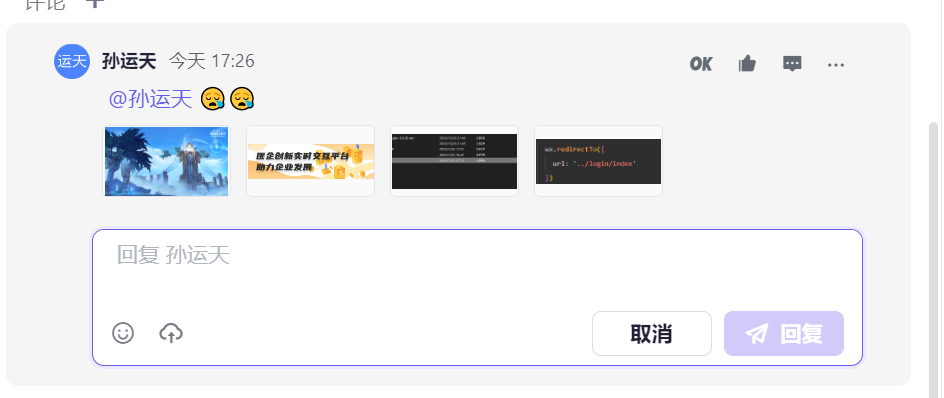 评论 +
运天 孙运天 今天 17:26 OK
@孙运天 😪😪
银企创新实时交互平台
助力企业发展
wx.redirectTo({
url: '../login/index'
})
回复 孙运天
取消 回复